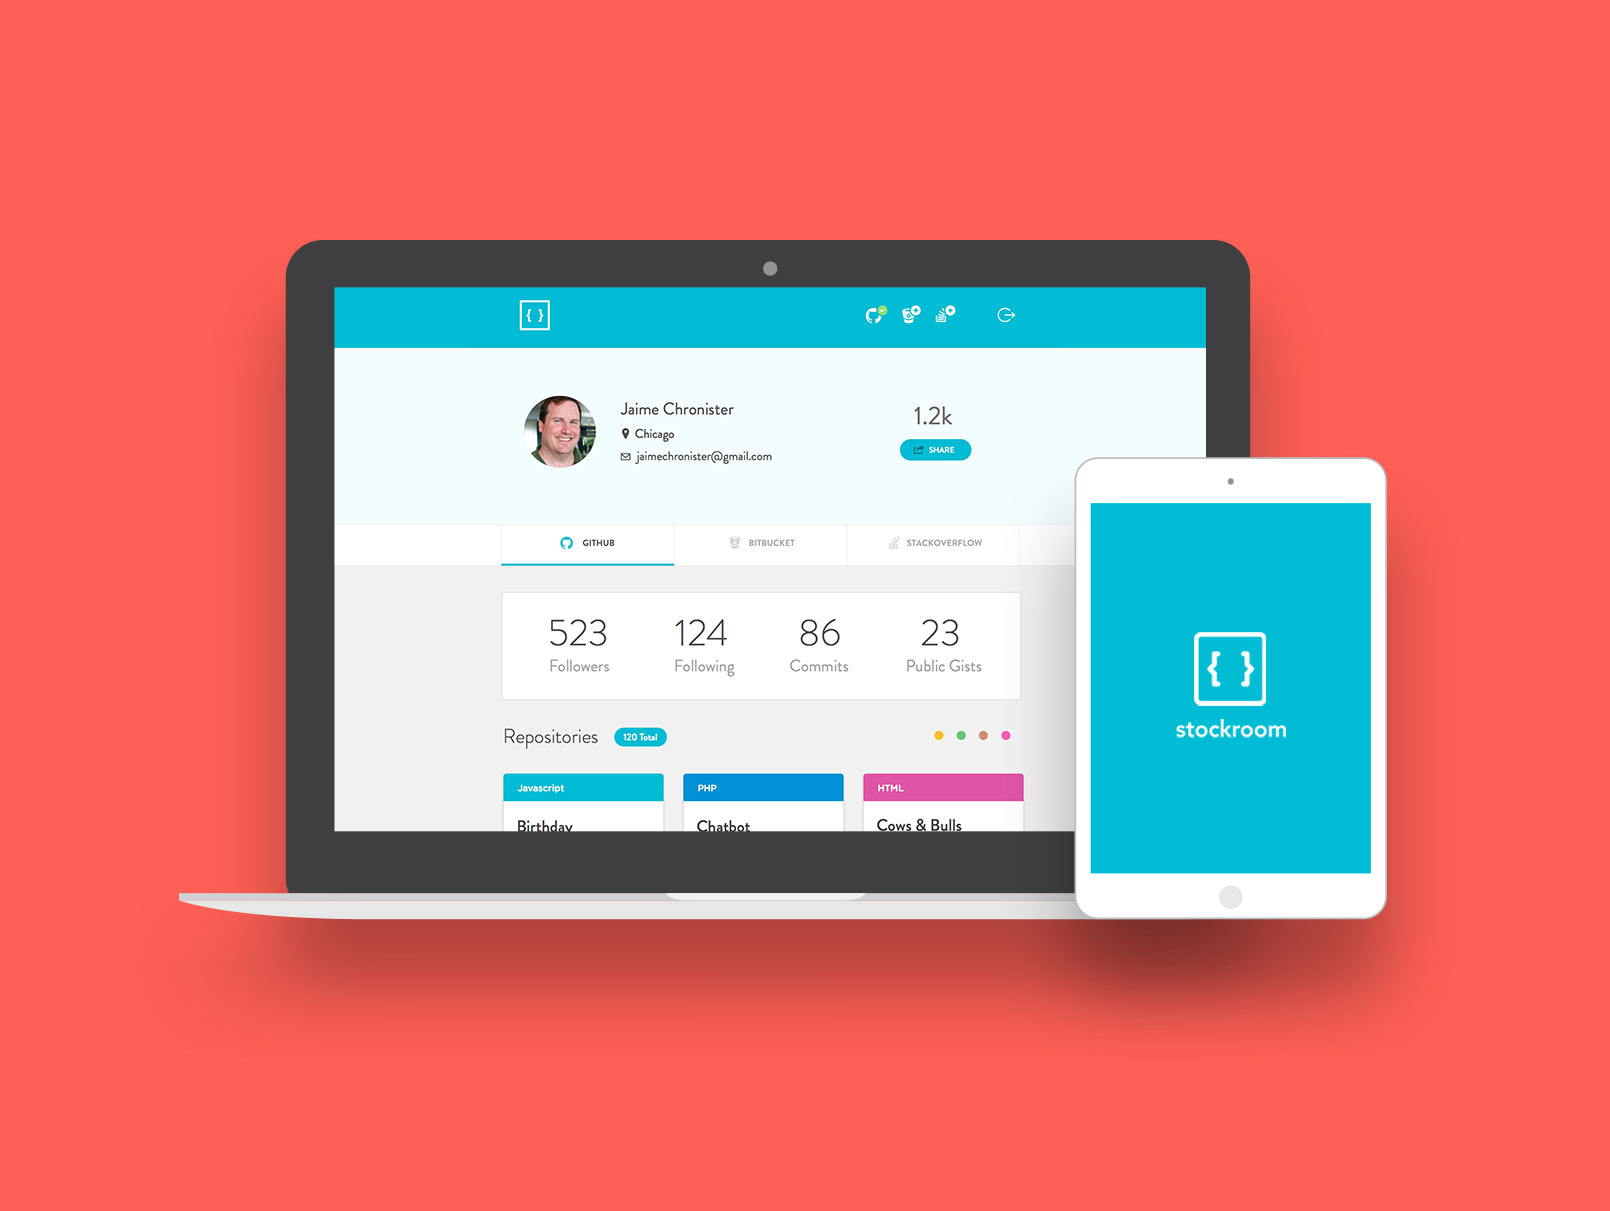 { }
Jaime Chronister
Chicago
jaimechronister@gmail.com
1.2k
SHARE
GITHUB
BITBUCKET
STACKOVERFLOW
523
124
86
23
Followers
Following
Commits
Public Gists
Repositories
120 Total
Javascript
PHP
HTML
Birthday
Chatbot
Cows & Bulls
{ }
stockroom